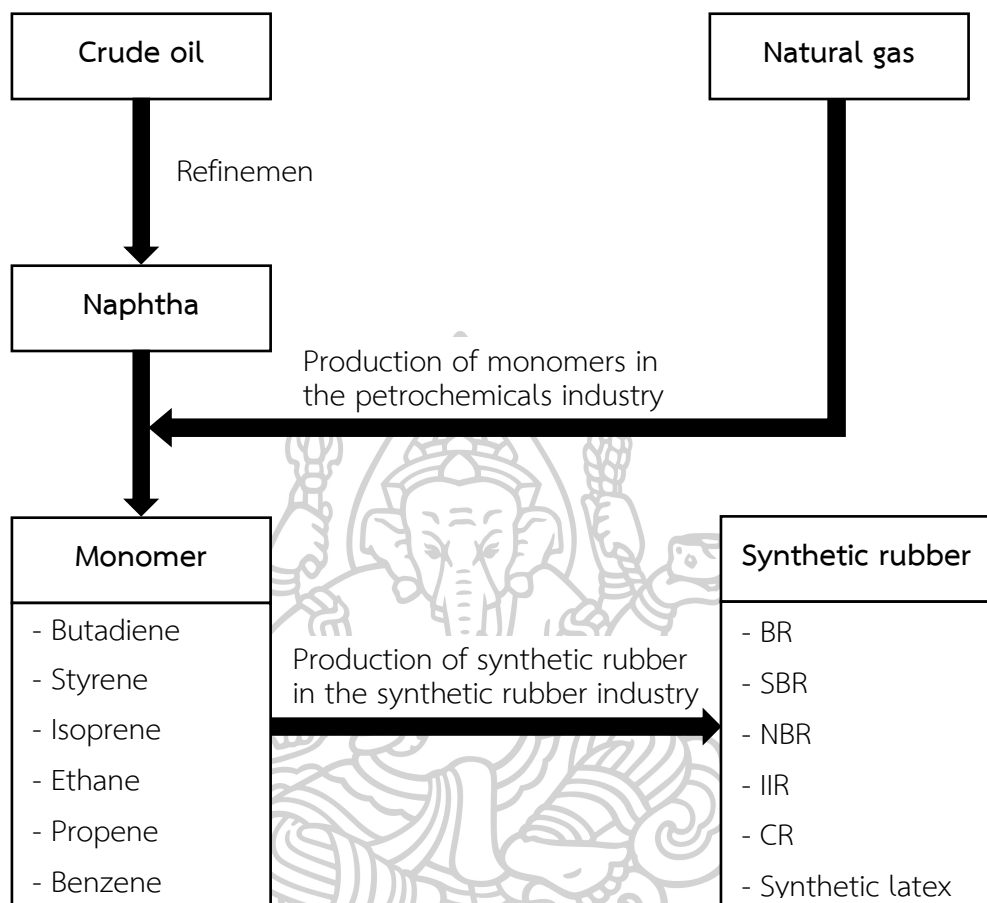 Crude oil
Natural gas
Refinemen
Naphtha
Production of monomers in
the petrochemicals industry
Monomer
- Butadiene
- Styrene
- Isoprene
- Ethane
- Propene
- Benzene
Production of synthetic rubber
in the synthetic rubber industry
Synthetic rubber
- BR
- SBR
- NBR
- IIR
- CR
- Synthetic latex